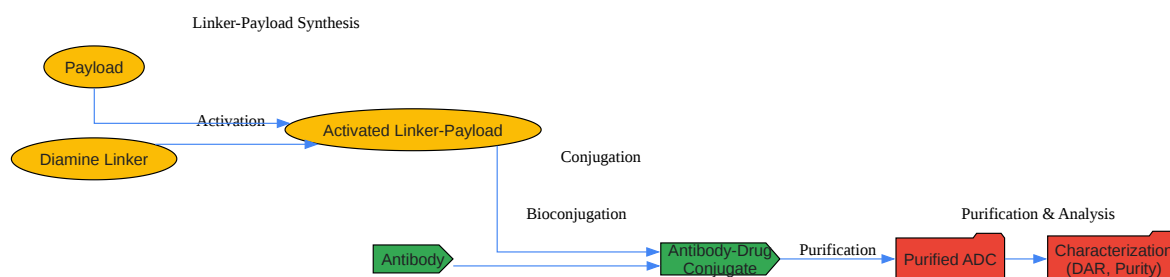 Linker-Payload Synthesis
Payload
Activation
Activated Linker-Payload
Diamine Linker
Conjugation
Bioconjugation
Purification & Analysis
Antibody
Antibody-Drug
Conjugate
Purification
Purified ADC
Characterization
(DAR, Purity)